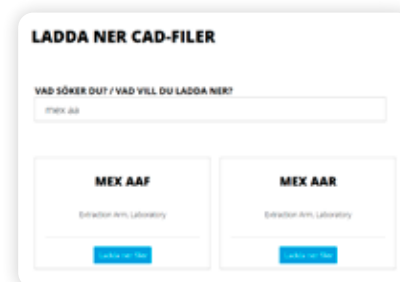 LADDA NER CAD-FILER
VAD SÖKER DU? / VAD VILL DU LADDA NER?
mex aa
MEX AAF
MEX AAR
Extraction Arm, Laboratory
Extraction Arm, Laboratory
Ladda ner filer
Ladda ner filer